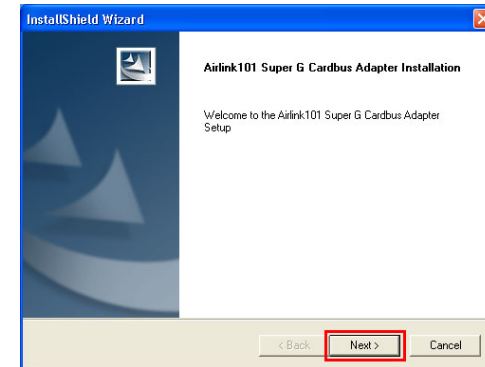 InstallShield Wizard
Airlink101 Super G Cardbus Adapter Installation
Welcome to the Airlink101 Super G Cardbus Adapter
Setup
< Back
Next >
Cancel